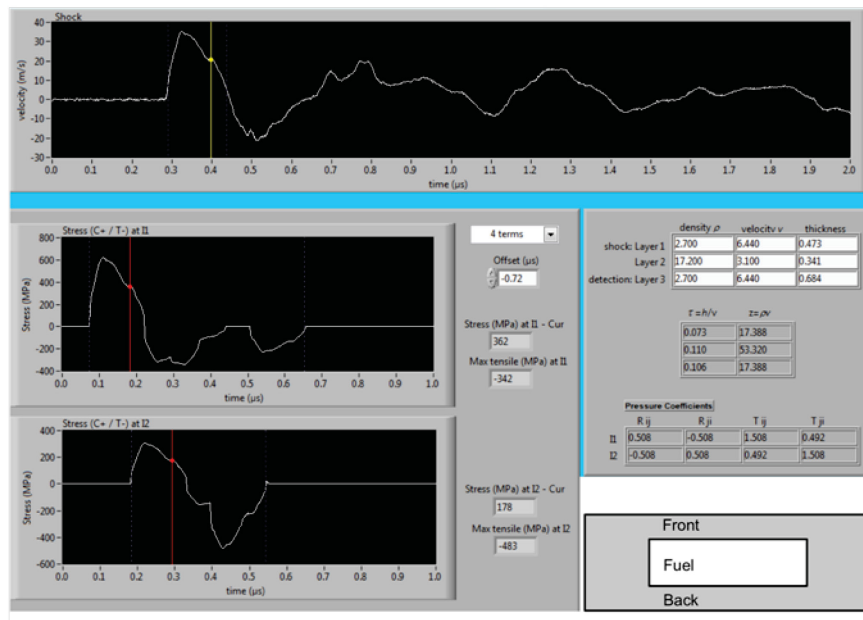 Shock
velocity (m/s)
40
30
20
10
0
-10
-20
-30
0.0 0.1 0.2 0.3 0.4 0.5 0.6 0.7 0.8 0.9 1.0 1.1 1.2 1.3 1.4 1.5 1.6 1.7 1.8 1.9 2.0
time (µs)
Stress (C+ / T-) at I1
Stress (MPa)
800
600
400
200
0
-200
-400
0.0 0.1 0.2 0.3 0.4 0.5 0.6 0.7 0.8 0.9 1.0
time (µs)
4 terms
Offset (µs)
-0.72
Stress (MPa) at I1 - Cur
362
Max tensile (MPa) at I1
-342
Stress (C+ / T-) at I2
Stress (MPa)
400
200
0
-200
-400
-600
0.0 0.1 0.2 0.3 0.4 0.5 0.6 0.7 0.8 0.9 1.0
time (µs)
Stress (MPa) at I2 - Cur
178
Max tensile (MPa) at I2
-483
density ρ velocity v thickness
shock: Layer 1 2.700 6.440 0.473
Layer 2 17.200 3.100 0.341
detection: Layer 3 2.700 6.440 0.684
τ =h/v z=ρv
0.073 17.388
0.110 53.320
0.106 17.388
Pressure Coefficients
R ij R ji T ij T ji
I1 0.508 -0.508 1.508 0.492
I2 -0.508 0.508 0.492 1.508
Front
Fuel
Back